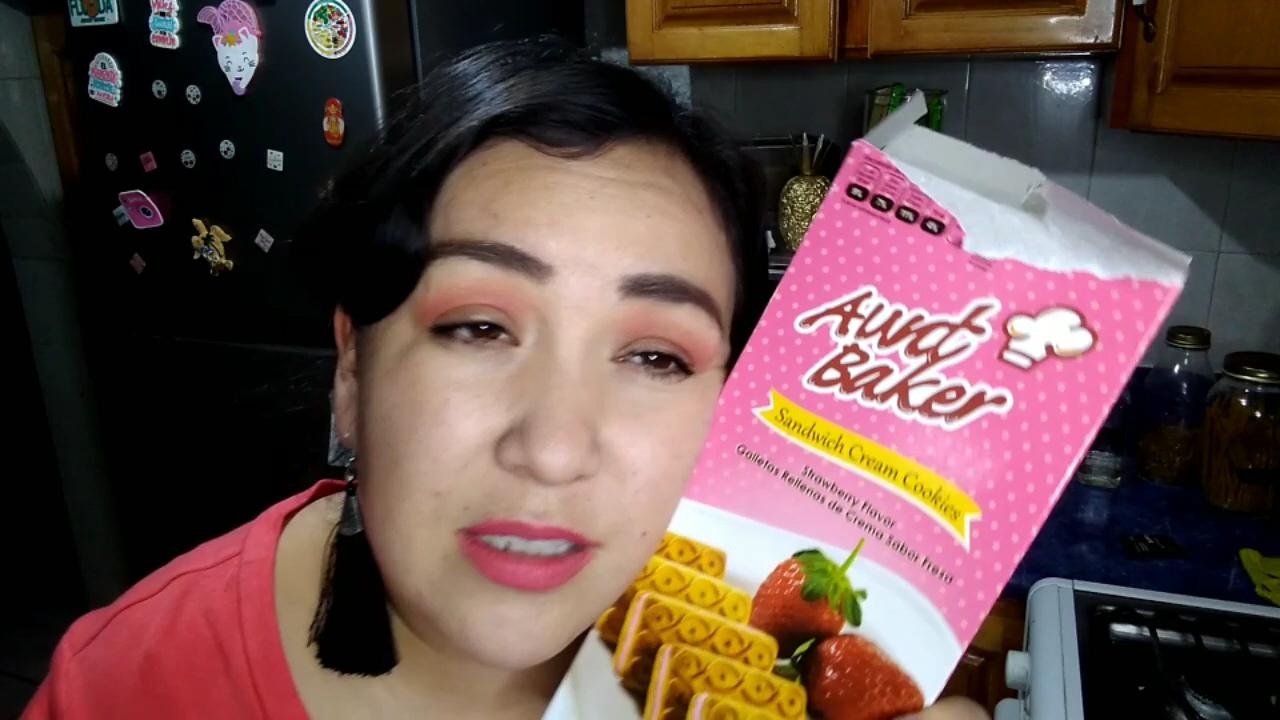 Aunt
Baker
Sandwich Cream Cookies
Strawberry Flavor
Galletas Rellenas de Crema Sabor Fresa